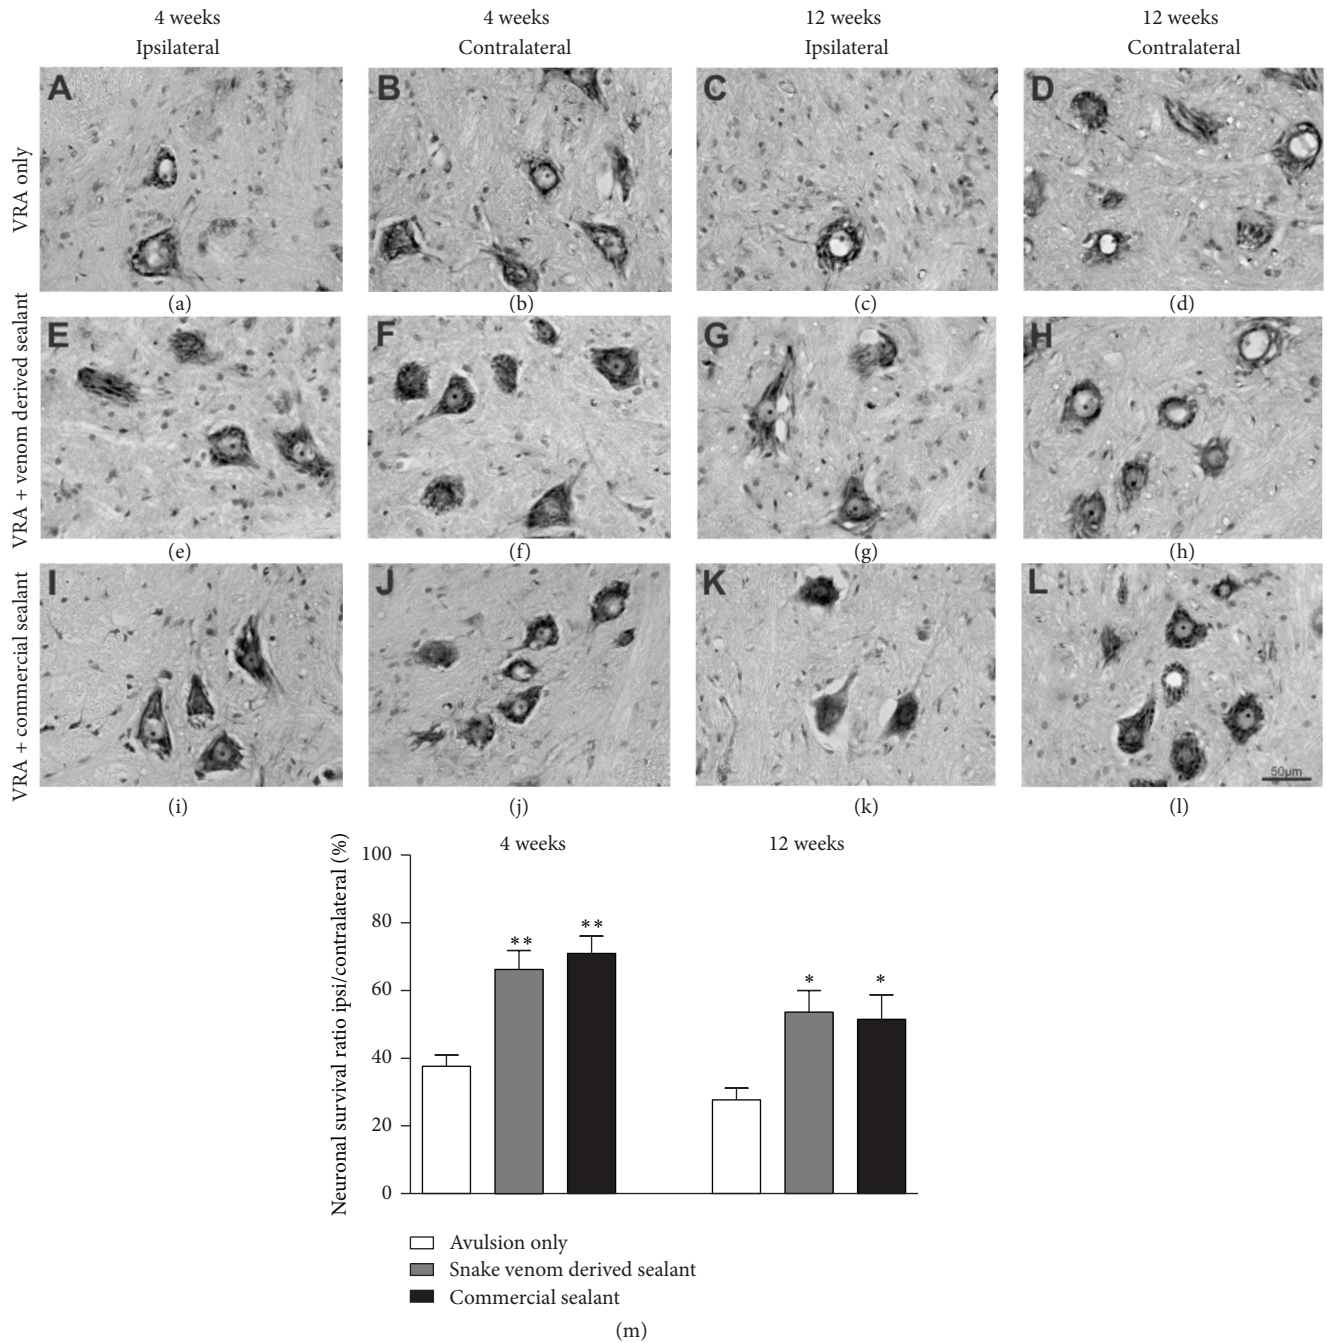 4 weeks 4 weeks 12 weeks 12 weeks
Ipsilateral Contralateral Ipsilateral Contralateral
VRA only
A B C D
(a) (b) (c) (d)
VRA + venom derived sealant
E F G H
(e) (f) (g) (h)
VRA + commercial sealant
I J K L
50µm
(i) (j) (k) (l)
4 weeks 12 weeks
Neuronal survival ratio ipsi/contralateral (%)
100
80
60
40
20
0
** ** * *
Avulsion only
Snake venom derived sealant
Commercial sealant
(m)